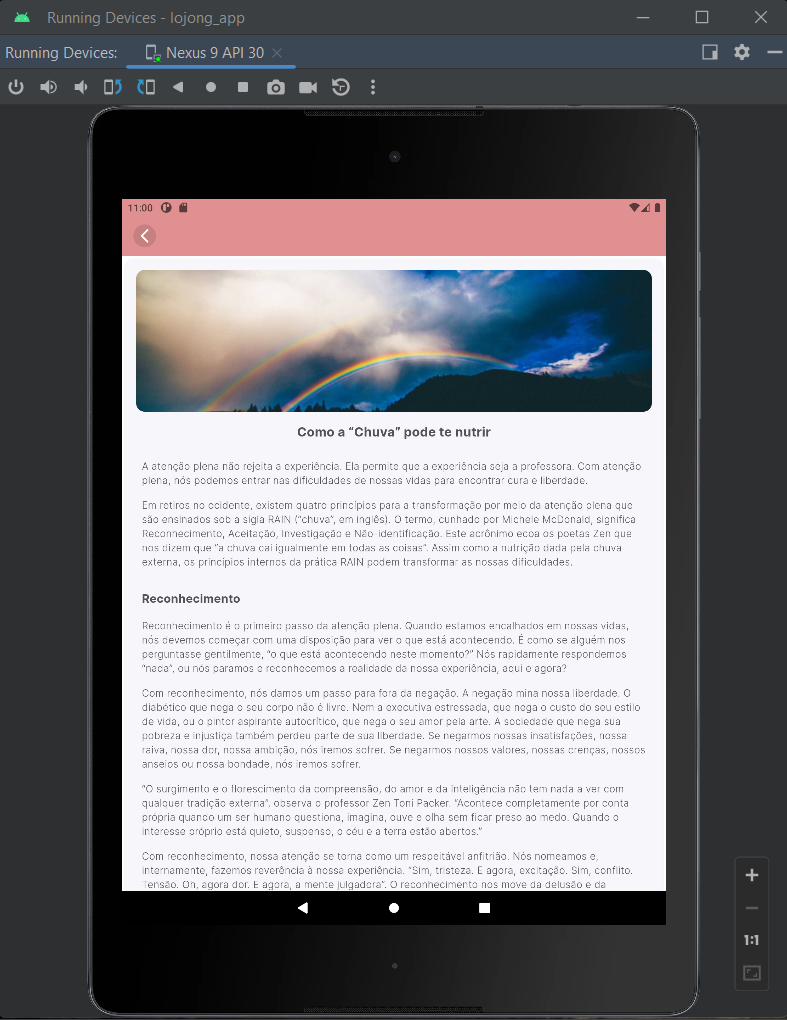 Running Devices - lojong_app
Running Devices:
Nexus 9 API 30
11:00
Como a “Chuva” pode te nutrir
A atenção plena não rejeita a experiência. Ela permite que a experiência seja a professora. Com atenção
plena, nós podemos entrar nas dificuldades de nossas vidas para encontrar cura e liberdade.
Em retiros no ocidente, existem quatro princípios para a transformação por meio da atenção plena que
são ensinados sob a sigla RAIN (“chuva”, em inglês). O termo, cunhado por Michele McDonald, significa
Reconhecimento, Aceitação, Investigação e Não-Identificação. Este acrônimo ecoa os poetas Zen que
nos dizem que “a chuva cai igualmente em todas as coisas”. Assim como a nutrição dada pela chuva
externa, os princípios internos da prática RAIN podem transformar as nossas dificuldades.
Reconhecimento
Reconhecimento é o primeiro passo da atenção plena. Quando estamos encalhados em nossas vidas,
nós devemos começar com uma disposição para ver o que está acontecendo. É como se alguém nos
perguntasse gentilmente, “o que está acontecendo neste momento?” Nós rapidamente respondemos
“nada”, ou nós paramos e reconhecemos a realidade da nossa experiência, aqui e agora?
Com reconhecimento, nós damos um passo para fora da negação. A negação mina nossa liberdade. O
diabético que nega o seu corpo não é livre. Nem a executiva estressada, que nega o custo do seu estilo
de vida, ou o pintor aspirante autocrítico, que nega o seu amor pela arte. A sociedade que nega sua
pobreza e injustiça também perdeu parte de sua liberdade. Se negarmos nossas insatisfações, nossa
raiva, nossa dor, nossa ambição, nós iremos sofrer. Se negarmos nossos valores, nossas crenças, nossos
anseios ou nossa bondade, nós iremos sofrer.
“O surgimento e o florescimento da compreensão, do amor e da inteligência não tem nada a ver com
qualquer tradição externa”, observa o professor Zen Toni Packer. “Acontece completamente por conta
própria quando um ser humano questiona, imagina, ouve e olha sem ficar preso ao medo. Quando o
interesse próprio está quieto, suspenso, o céu e a terra estão abertos.”
Com reconhecimento, nossa atenção se torna como um respeitável anfitrião. Nós nomeamos e,
internamente, fazemos reverência à nossa experiência. “Sim, tristeza. E agora, excitação. Sim, conflito.
Tensão. Oh, agora dor. E agora, a mente julgadora”. O reconhecimento nos move da delusão e da
1:1